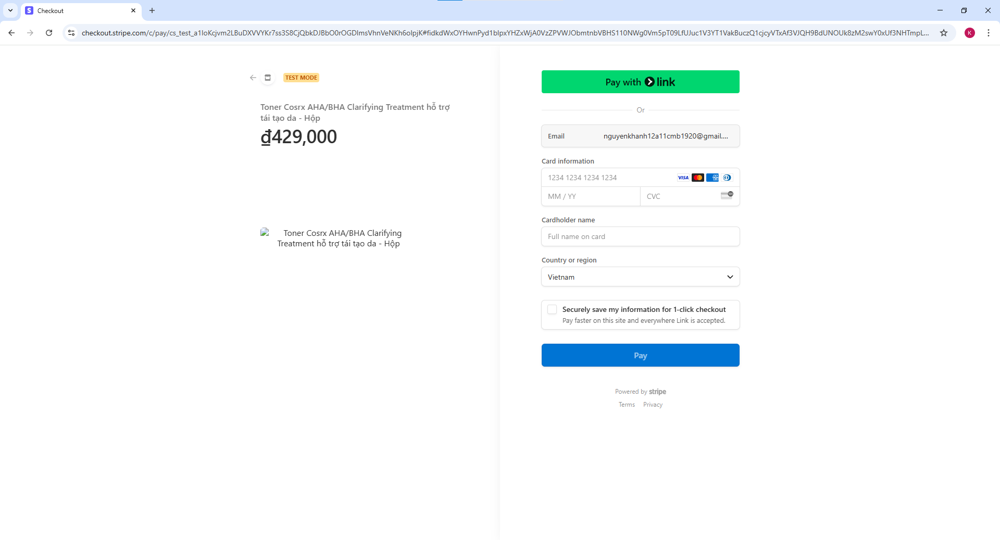 Checkout
checkout.stripe.com/c/pay/cs_test_a1IoKcjvm2LBuDXVVYKr7ss3S8CjQbkDJBbO0rOGDlmsVhnVeNKh6olpjK#fidkdWxOYHwnPyd1blpxYHZxWjA0VzZPVWJObmtnbVBHS110NWg0Vm5pT09LfUJuc1V3YT1VakBuczQ1cjcyVTxAf3VJQH9BdUNOUk8zM2swY0xUf3NHTmpL...
K
TEST MODE
Toner Cosrx AHA/BHA Clarifying Treatment hỗ trợ
tái tạo da - Hộp
₫429,000
Toner Cosrx AHA/BHA Clarifying
Treatment hỗ trợ tái tạo da - Hộp
Pay with link
Or
Email nguyenkhanh12a11cmb1920@gmail....
Card information
1234 1234 1234 1234 VISA
MM / YY CVC
Cardholder name
Full name on card
Country or region
Vietnam
Securely save my information for 1-click checkout
Pay faster on this site and everywhere Link is accepted.
Pay
Powered by stripe
Terms Privacy